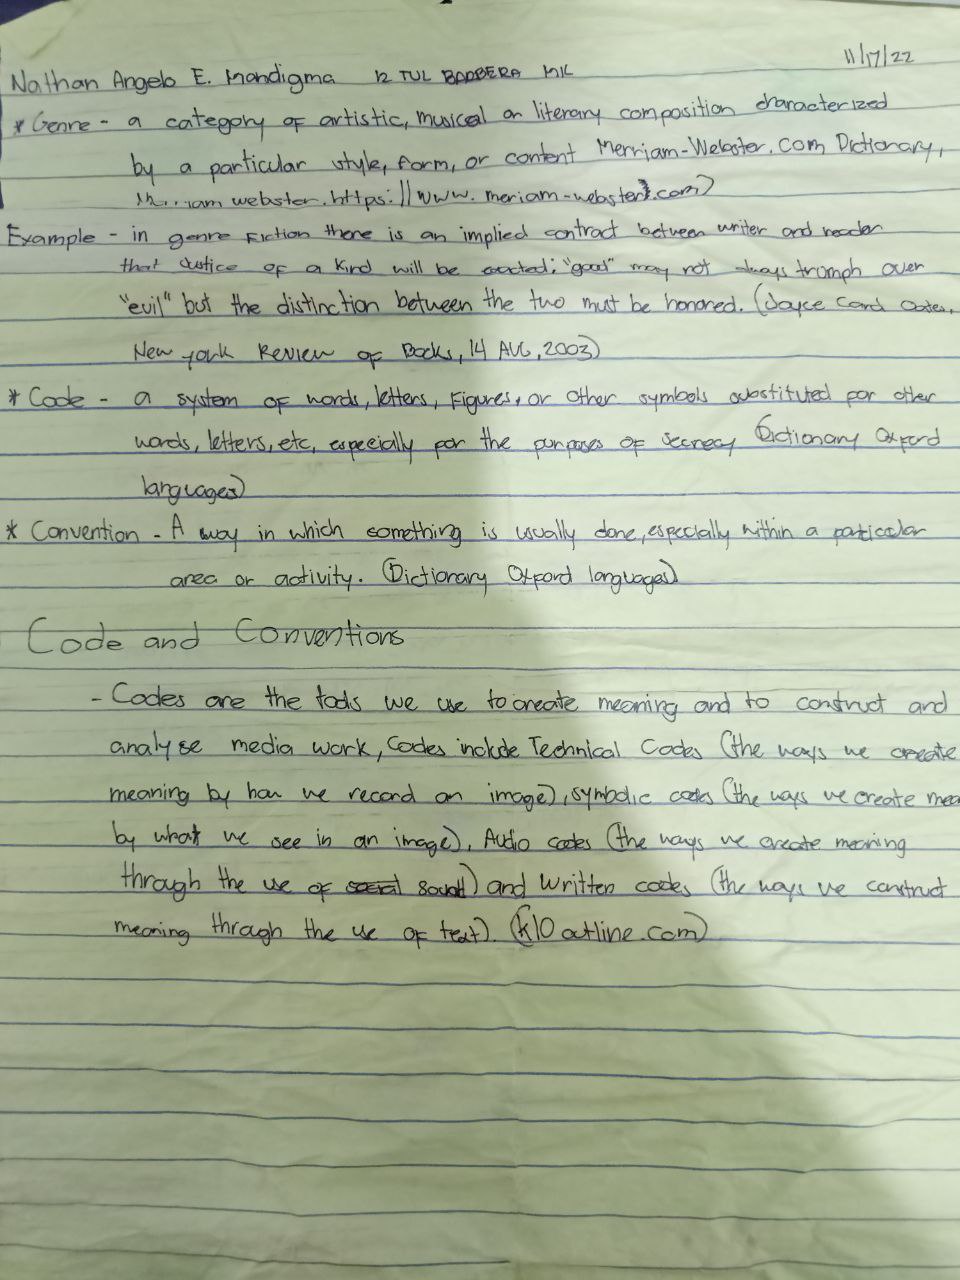 11/17/22
Nathan Angelo E. Mandigma 12 TUL BARBERA MIL
* Genre - a category of artistic, musical or literary composition characterized
by a particular style, form, or content Merriam-Webster.com Dictionary,
webster. https://www.meriam-webster.com)
Example - in genre Fiction there is an implied contract between writer and reader
that Justice of a kind will be exacted; "good" may not always tromph over
"evil" but the distinction between the two must be honored. (Joyce Carol Oates,
New York Review of Books, 14 AUG, 2003)
* Code - a system of words, letters, Figures, or other symbols substituted for other
words, letters, etc, especially for the purposes of secrecy (Dictionary Oxford
languages)
* Convention - A way in which something is usually done, especially within a particular
area or activity. (Dictionary Oxford languages)
Code and Conventions
- Codes are the tools we use to create meaning and to construct and
analyse media work, Codes include Technical Codes (the ways we create
meaning by how we record an image), symbolic codes (the ways we create mea
by what we see in an image), Audio codes (the ways we create meaning
through the use of sound) and Written codes (the ways we construct
meaning through the use of text). (k10outline.com)